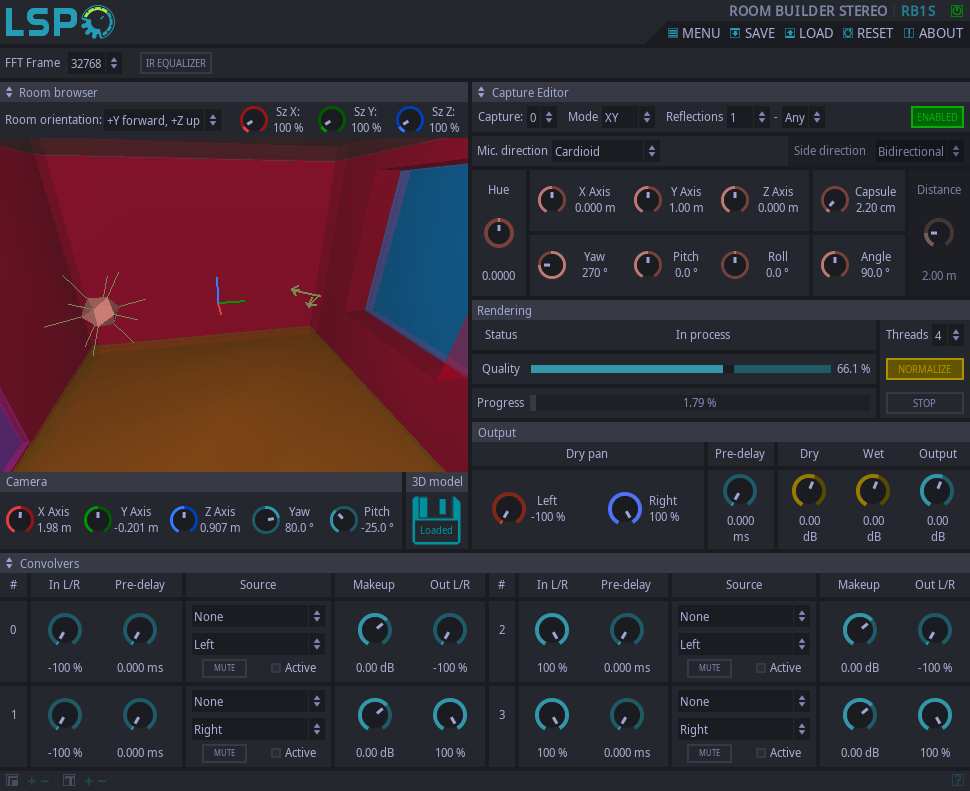 LSP
ROOM BUILDER STEREO RB1S
MENU SAVE LOAD RESET ABOUT
FFT Frame 32768 IR EQUALIZER
Room browser
Room orientation: +Y forward, +Z up
Sz X: 100 %
Sz Y: 100 %
Sz Z: 100 %
Capture Editor
Capture: 0 Mode XY Reflections 1 - Any ENABLED
Mic. direction Cardioid Side direction Bidirectional
Hue
0.0000
X Axis
0.000 m
Y Axis
1.00 m
Z Axis
0.000 m
Capsule
2.20 cm
Distance
2.00 m
Yaw
270 °
Pitch
0.0 °
Roll
0.0 °
Angle
90.0 °
Rendering
Status In process
Threads 4
Quality 66.1 %
NORMALIZE
Progress 1.79 %
STOP
Output
Dry pan Pre-delay Dry Wet Output
Left
-100 %
Right
100 %
0.000
ms
0.00
dB
0.00
dB
0.00
dB
Camera
X Axis
1.98 m
Y Axis
-0.201 m
Z Axis
0.907 m
Yaw
80.0 °
Pitch
-25.0 °
3D model
Loaded
Convolvers
# In L/R Pre-delay Source Makeup Out L/R # In L/R Pre-delay Source Makeup Out L/R
0
None
Left
-100 % 0.000 ms MUTE Active 0.00 dB -100 %
2
None
Left
100 % 0.000 ms MUTE Active 0.00 dB -100 %
1
None
Right
-100 % 0.000 ms MUTE Active 0.00 dB 100 %
3
None
Right
100 % 0.000 ms MUTE Active 0.00 dB 100 %